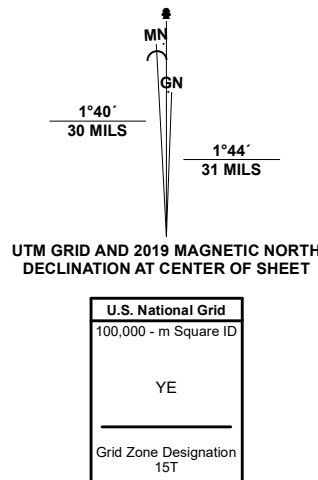 MN
GN
1°40´
30 MILS
1°44´
31 MILS
UTM GRID AND 2019 MAGNETIC NORTH
DECLINATION AT CENTER OF SHEET
U.S. National Grid
100,000 - m Square ID
YE
Grid Zone Designation
15T